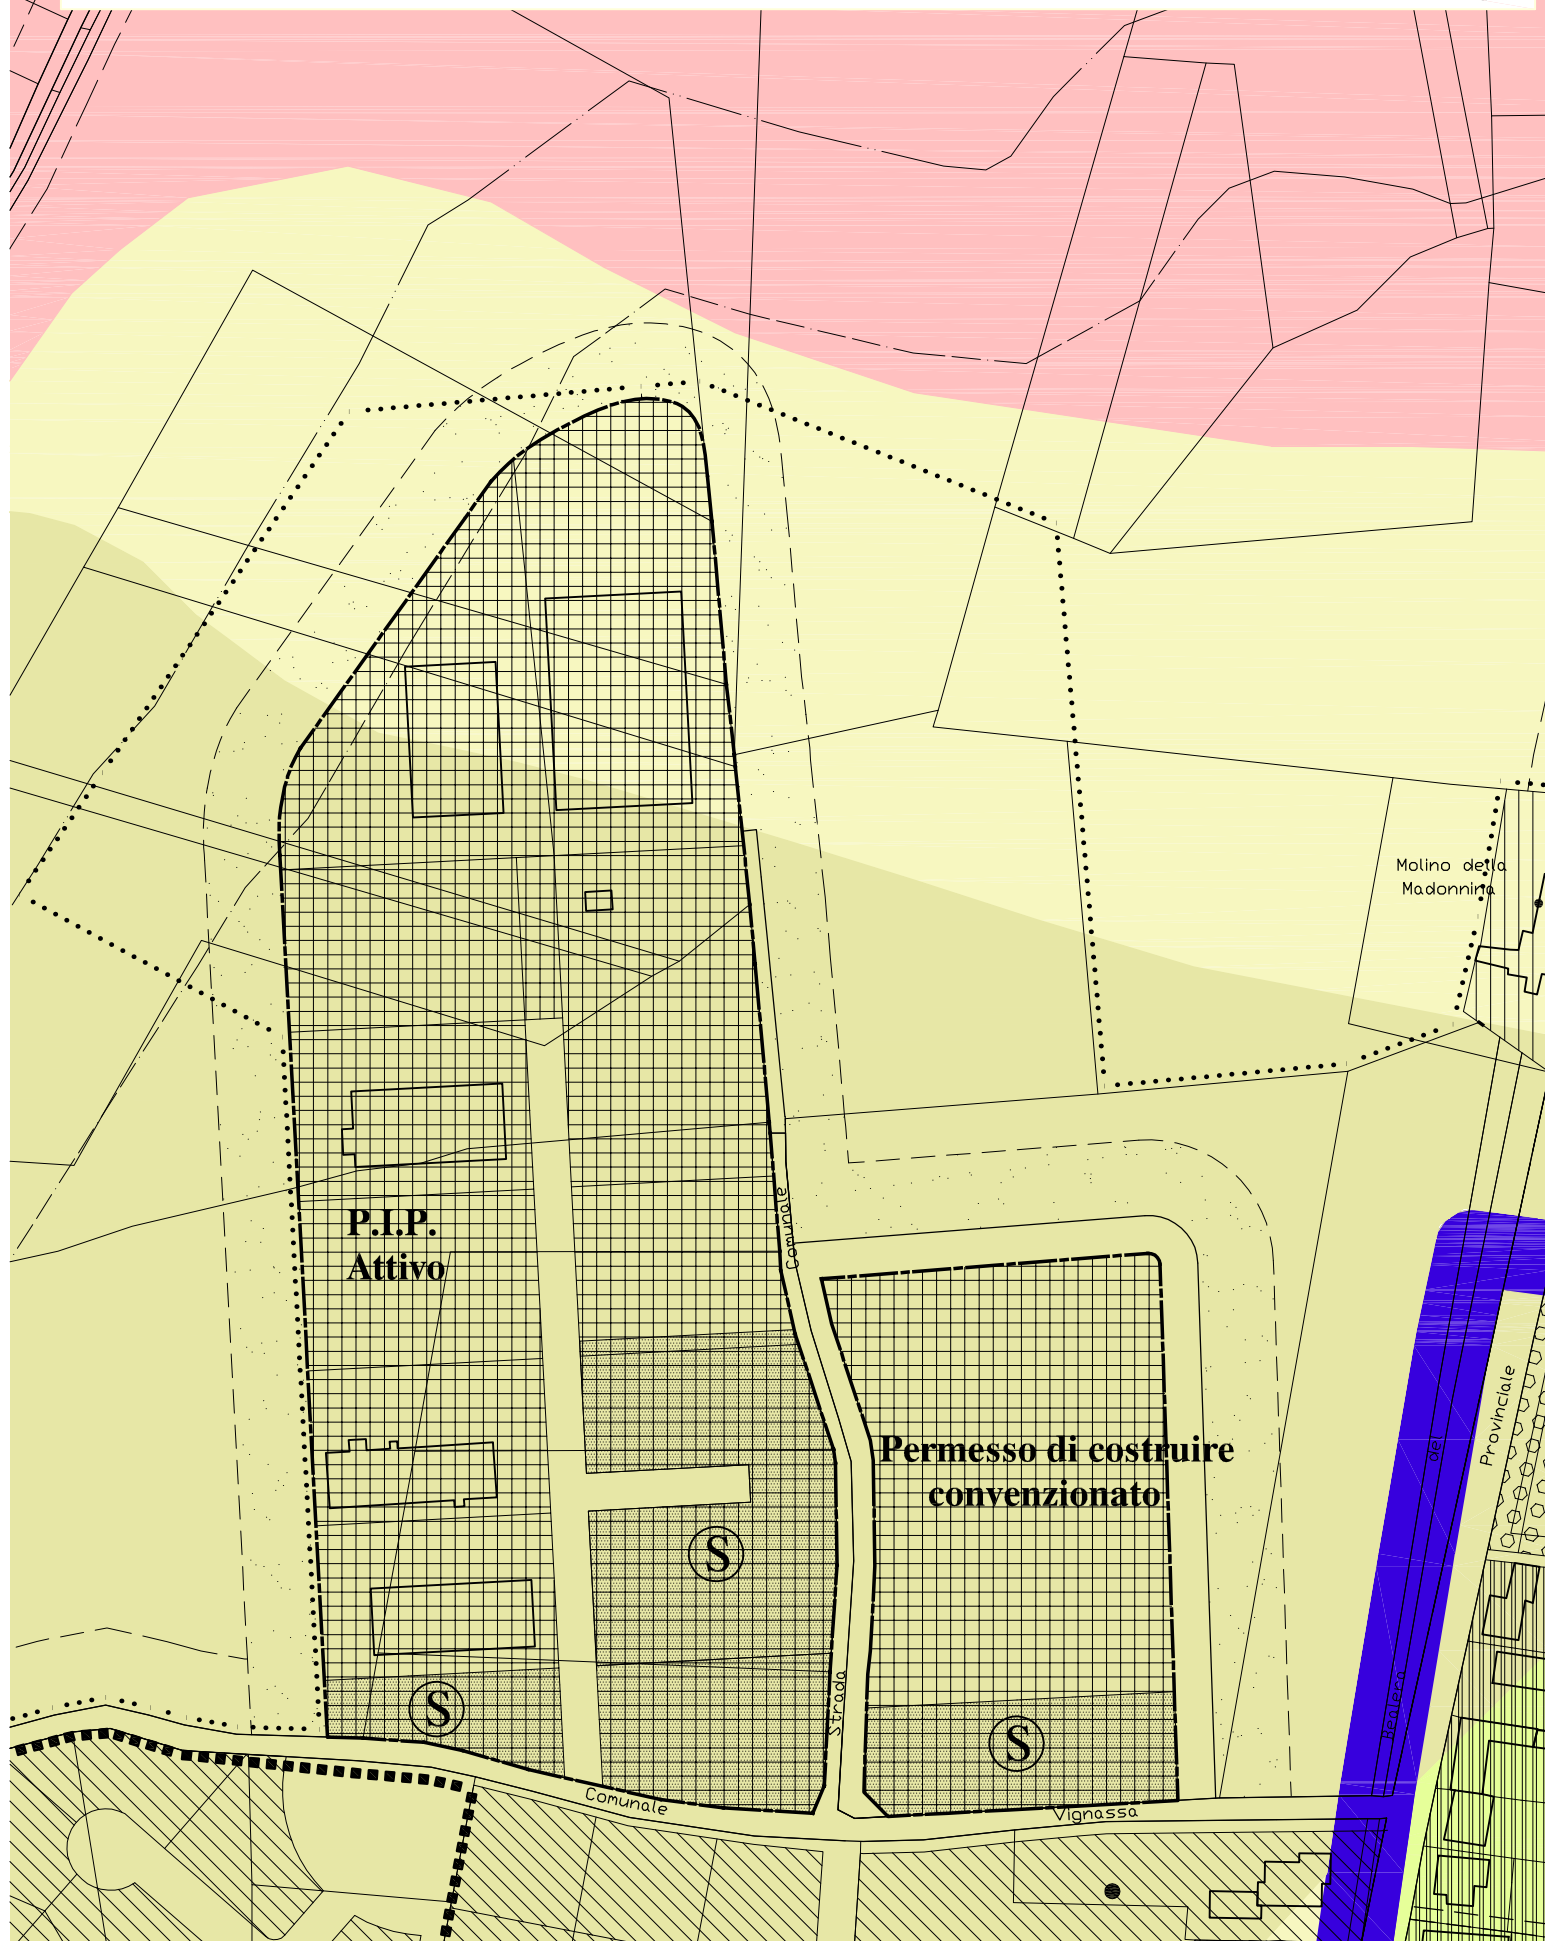 Molino della
Madonnina
Comunale
P.I.P.
Attivo
Provinciale
del
Permesso di costruire
convenzionato
S
Strada
S
S
Comunale
Vignassa